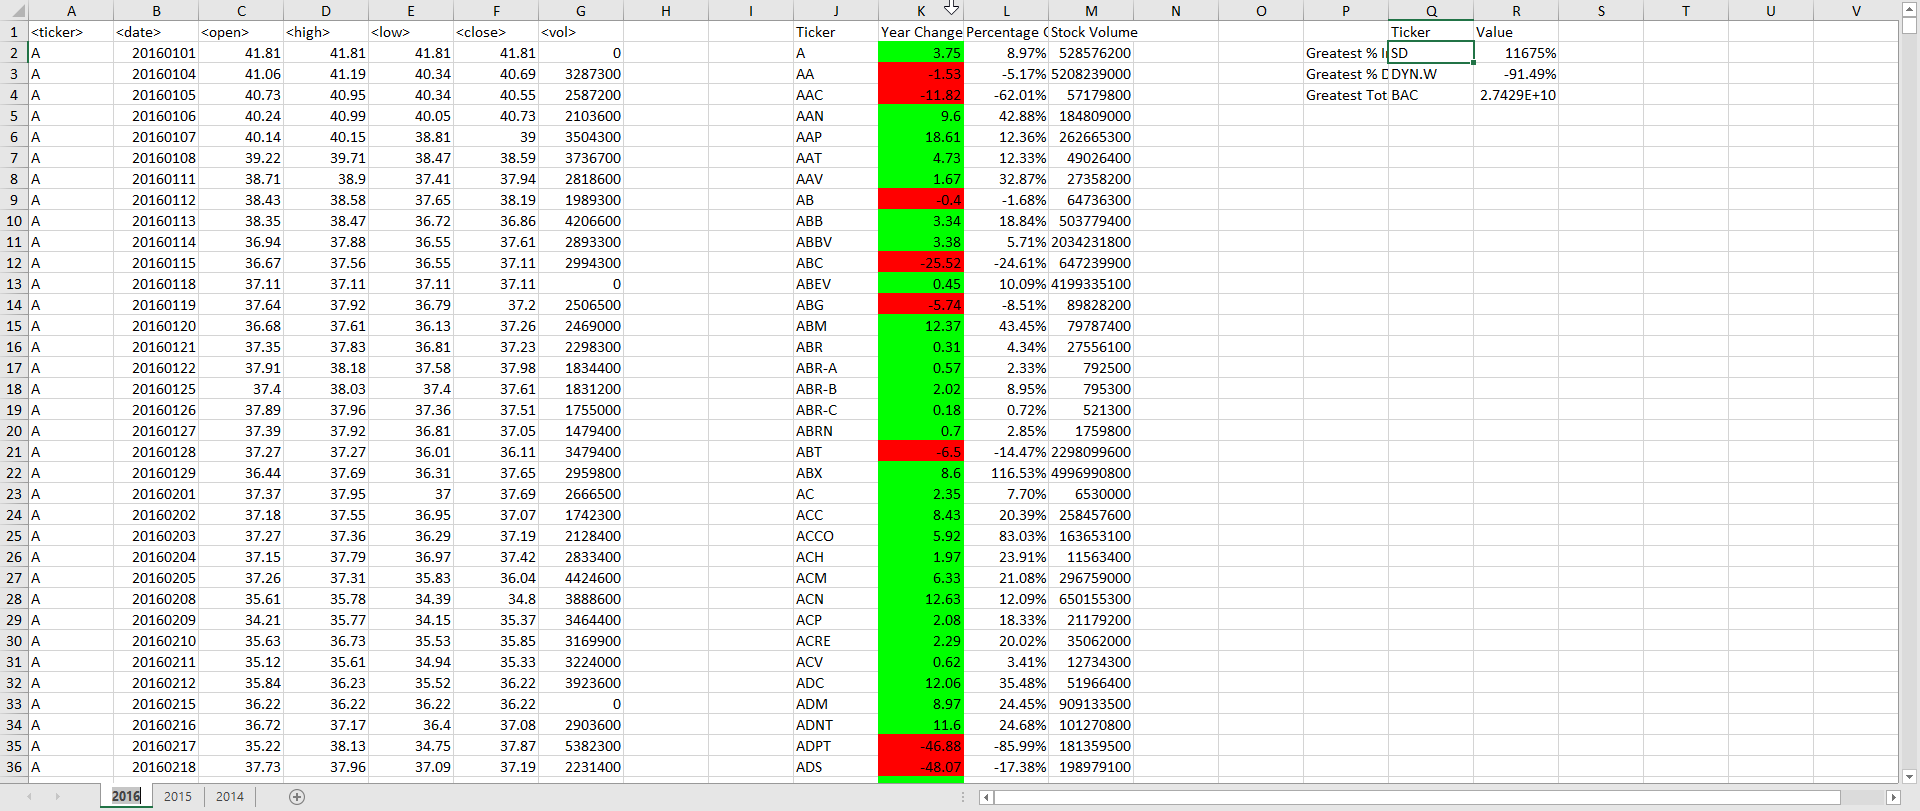 A B C D E F G H I J K L M N O P Q R S T U V
1 <ticker> <date> <open> <high> <low> <close> <vol> Ticker Year Change Percentage C Stock Volume Ticker Value
2 A 20160101 41.81 41.81 41.81 41.81 0 A 3.75 8.97% 528576200 Greatest % I SD 11675%
3 A 20160104 41.06 41.19 40.34 40.69 3287300 AA -1.53 -5.17% 5208239000 Greatest % D DYN.W -91.49%
4 A 20160105 40.73 40.95 40.34 40.55 2587200 AAC -11.82 -62.01% 57179800 Greatest Tot BAC 2.7429E+10
5 A 20160106 40.24 40.99 40.05 40.73 2103600 AAN 9.6 42.88% 184809000
6 A 20160107 40.14 40.15 38.81 39 3504300 AAP 18.61 12.36% 262665300
7 A 20160108 39.22 39.71 38.47 38.59 3736700 AAT 4.73 12.33% 49026400
8 A 20160111 38.71 38.9 37.41 37.94 2818600 AAV 1.67 32.87% 27358200
9 A 20160112 38.43 38.58 37.65 38.19 1989300 AB -0.4 -1.68% 64736300
10 A 20160113 38.35 38.47 36.72 36.86 4206600 ABB 3.34 18.84% 503779400
11 A 20160114 36.94 37.88 36.55 37.61 2893300 ABBV 3.38 5.71% 2034231800
12 A 20160115 36.67 37.56 36.55 37.11 2994300 ABC -25.52 -24.61% 647239900
13 A 20160118 37.11 37.11 37.11 37.11 0 ABEV 0.45 10.09% 4199335100
14 A 20160119 37.64 37.92 36.79 37.2 2506500 ABG -5.74 -8.51% 89828200
15 A 20160120 36.68 37.61 36.13 37.26 2469000 ABM 12.37 43.45% 79787400
16 A 20160121 37.35 37.83 36.81 37.23 2298300 ABR 0.31 4.34% 27556100
17 A 20160122 37.91 38.18 37.58 37.98 1834400 ABR-A 0.57 2.33% 792500
18 A 20160125 37.4 38.03 37.4 37.61 1831200 ABR-B 2.02 8.95% 795300
19 A 20160126 37.89 37.96 37.36 37.51 1755000 ABR-C 0.18 0.72% 521300
20 A 20160127 37.39 37.92 36.81 37.05 1479400 ABRN 0.7 2.85% 1759800
21 A 20160128 37.27 37.27 36.01 36.11 3479400 ABT -6.5 -14.47% 2298099600
22 A 20160129 36.44 37.69 36.31 37.65 2959800 ABX 8.6 116.53% 4996990800
23 A 20160201 37.37 37.95 37 37.69 2666500 AC 2.35 7.70% 6530000
24 A 20160202 37.18 37.55 36.95 37.07 1742300 ACC 8.43 20.39% 258457600
25 A 20160203 37.27 37.36 36.29 37.19 2128400 ACCO 5.92 83.03% 163653100
26 A 20160204 37.15 37.79 36.97 37.42 2833400 ACH 1.97 23.91% 11563400
27 A 20160205 37.26 37.31 35.83 36.04 4424600 ACM 6.33 21.08% 296759000
28 A 20160208 35.61 35.78 34.39 34.8 3888600 ACN 12.63 12.09% 650155300
29 A 20160209 34.21 35.77 34.15 35.37 3464400 ACP 2.08 18.33% 21179200
30 A 20160210 35.63 36.73 35.53 35.85 3169900 ACRE 2.29 20.02% 35062000
31 A 20160211 35.12 35.61 34.94 35.33 3224000 ACV 0.62 3.41% 12734300
32 A 20160212 35.84 36.23 35.52 36.22 3923600 ADC 12.06 35.48% 51966400
33 A 20160215 36.22 36.22 36.22 36.22 0 ADM 8.97 24.45% 909133500
34 A 20160216 36.72 37.17 36.4 37.08 2903600 ADNT 11.6 24.68% 101270800
35 A 20160217 35.22 38.13 34.75 37.87 5382300 ADPT -46.88 -85.99% 181359500
36 A 20160218 37.73 37.96 37.09 37.19 2231400 ADS -48.07 -17.38% 198979100
2016 2015 2014